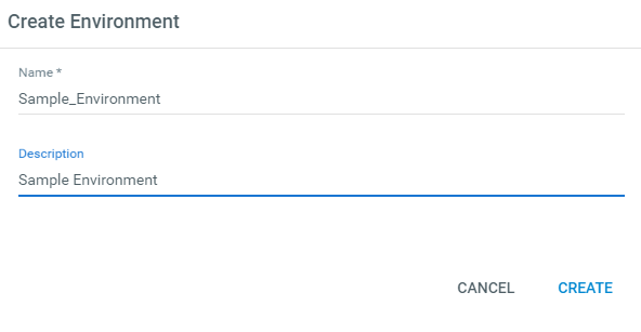 Create Environment
Name *
Sample_Environment
Description
Sample Environment
CANCEL CREATE